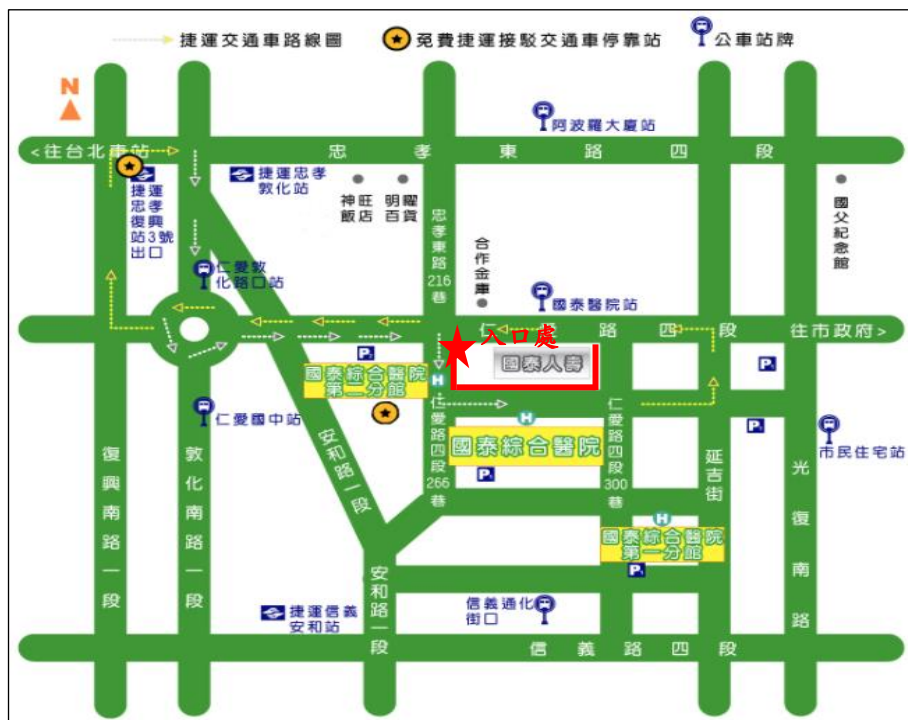 捷運交通車路線圖
免費捷運接駁交通車停靠站
公車站牌
N
阿波羅大廈站
<往台北車站
忠孝東路四段
捷運
忠孝
復興
站3號
出口
捷運忠孝
敦化站
神旺
飯店
明曜
百貨
忠孝東路216巷
合作金庫
國父紀念館
仁愛敦
化路口站
國泰醫院站
仁路四段
往市政府>
入口處
國泰人壽
P
國泰綜合醫院
第二分館
H
P
仁愛國中站
H
國泰綜合醫院
P
P
市民住宅站
復興南路一段
敦化南路一段
安和路一段
仁愛路四段266巷
仁愛路四段300巷
延吉街
光復南路
H
國泰綜合醫院
第一分館
P
安和路一段
捷運信義
安和站
信義通化
街口
信義路四段